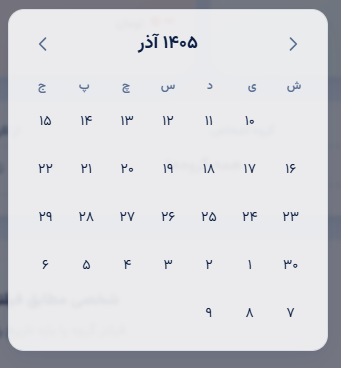 آذر ۱۴۰۵
ش ی د س چ پ ج
۱۰ ۱۱ ۱۲ ۱۳ ۱۴ ۱۵
۱۶ ۱۷ ۱۸ ۱۹ ۲۰ ۲۱ ۲۲
۲۳ ۲۴ ۲۵ ۲۶ ۲۷ ۲۸ ۲۹
۳۰ ۱ ۲ ۳ ۴ ۵ ۶
۷ ۸ ۹